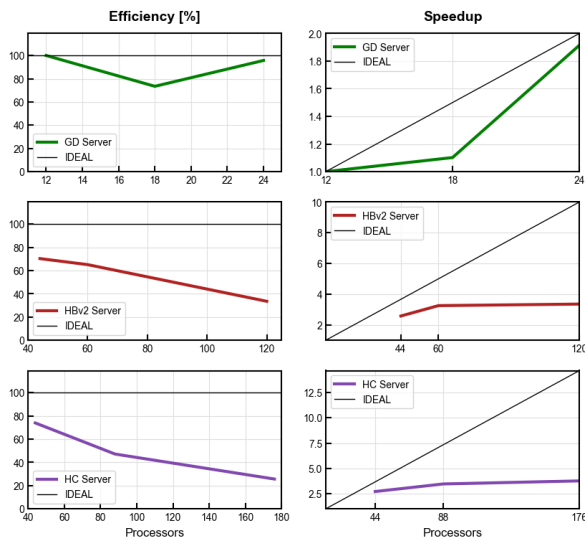 Efficiency [%]
100
80
60
40
20
0
GD Server
IDEAL
12 14 16 18 20 22 24
Speedup
2.0
1.8
1.6
1.4
1.2
1.0
GD Server
IDEAL
12 18 24
100
80
60
40
20
0
HBv2 Server
IDEAL
40 60 80 100 120
10
8
6
4
2
HBv2 Server
IDEAL
44 60 120
100
80
60
40
20
0
HC Server
IDEAL
40 60 80 100 120 140 160 180
Processors
12.5
10.0
7.5
5.0
2.5
HC Server
IDEAL
44 88 176
Processors